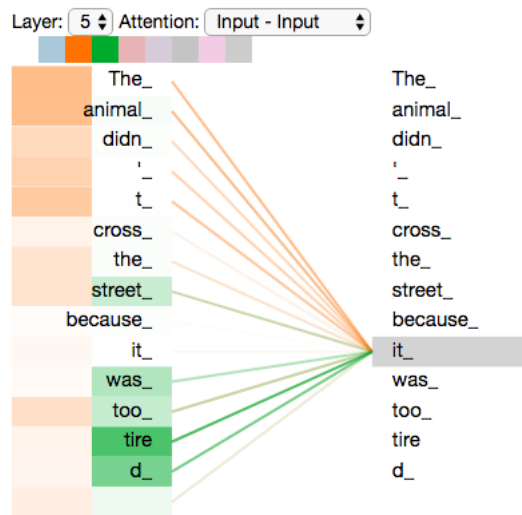 Layer: 5 Attention: Input - Input
The_ The_
animal_ animal_
didn_ didn_
'_ '_
t_ t_
cross_ cross_
the_ the_
street_ street_
because_ because_
it_ it_
was_ was_
too_ too_
tire tire
d_ d_